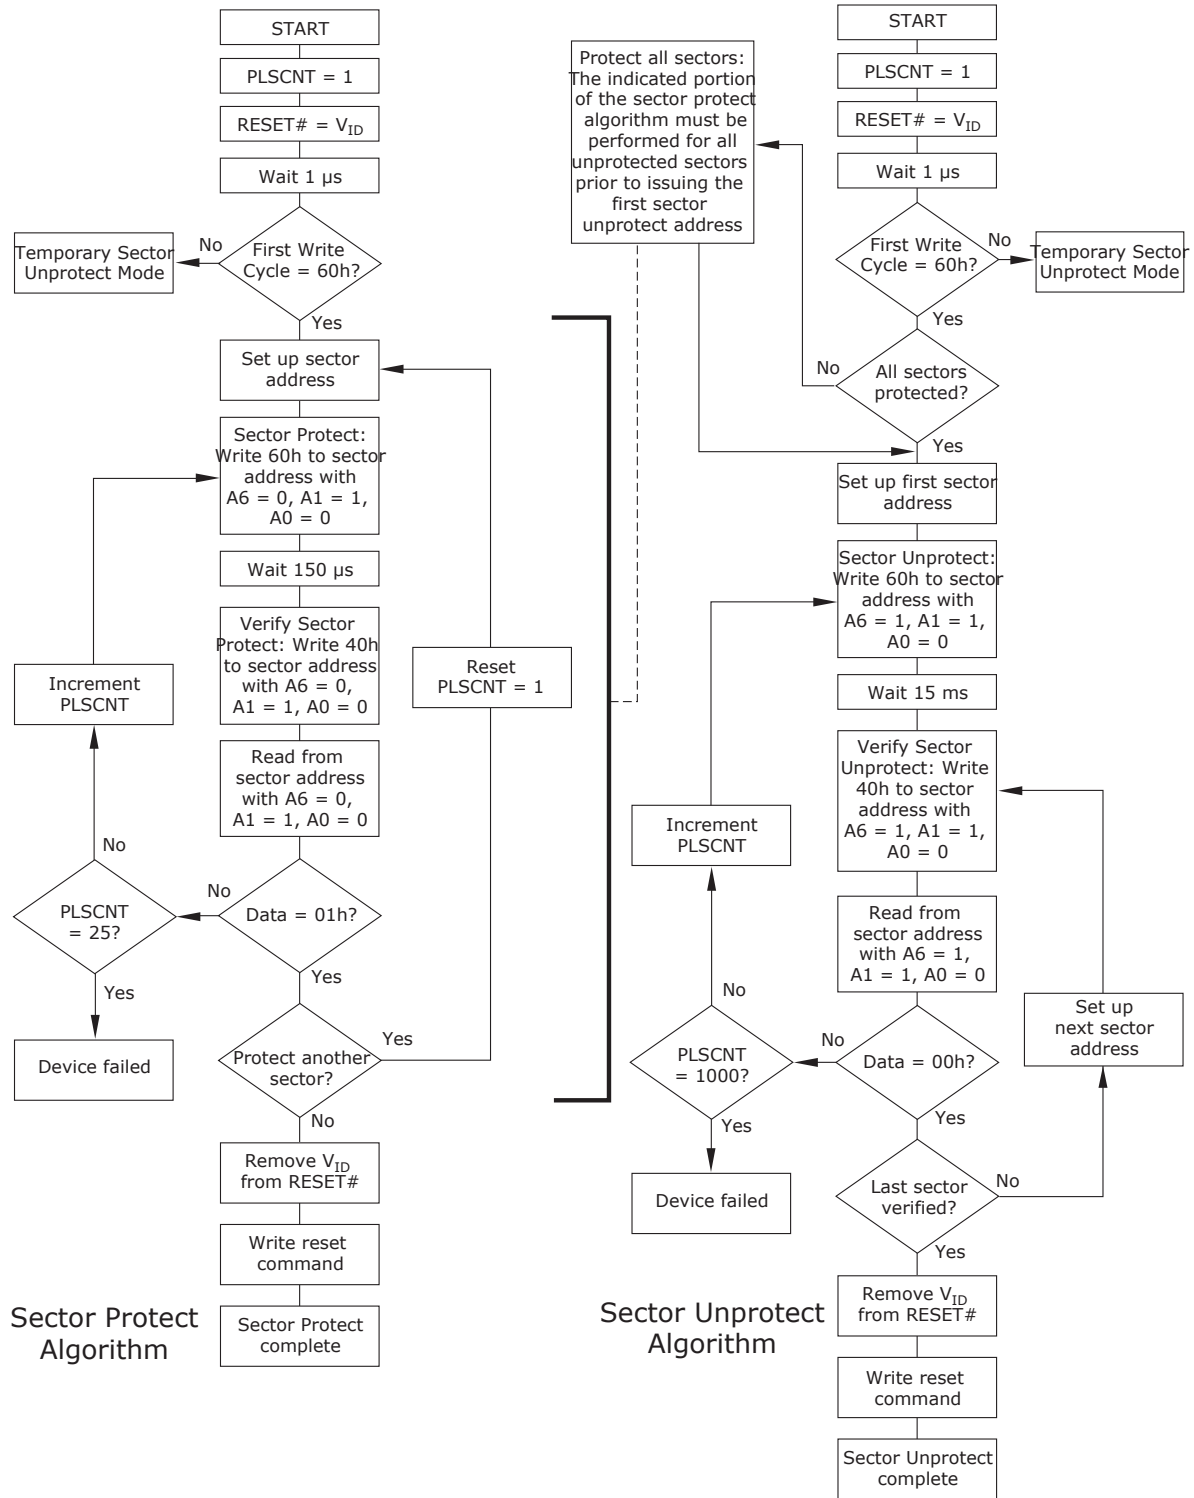 START
PLSCNT = 1
RESET# = VID
Wait 1 µs
First Write
Cycle = 60h?
No
Temporary Sector
Unprotect Mode
Yes
Set up sector
address
Sector Protect:
Write 60h to sector
address with
A6 = 0, A1 = 1,
A0 = 0
Wait 150 µs
Verify Sector
Protect: Write 40h
to sector address
with A6 = 0,
A1 = 1, A0 = 0
Reset
PLSCNT = 1
Increment
PLSCNT
Read from
sector address
with A6 = 0,
A1 = 1, A0 = 0
No
PLSCNT
= 25?
No
Data = 01h?
Yes
Yes
Device failed
Protect another
sector?
Yes
No
Remove VID
from RESET#
Write reset
command
Sector Protect
complete
Sector Protect
Algorithm
Protect all sectors:
The indicated portion
of the sector protect
algorithm must be
performed for all
unprotected sectors
prior to issuing the
first sector
unprotect address
START
PLSCNT = 1
RESET# = VID
Wait 1 µs
First Write
Cycle = 60h?
No
Temporary Sector
Unprotect Mode
Yes
No
All sectors
protected?
Yes
Set up first sector
address
Sector Unprotect:
Write 60h to sector
address with
A6 = 1, A1 = 1,
A0 = 0
Wait 15 ms
Verify Sector
Unprotect: Write
40h to sector
address with
A6 = 1, A1 = 1,
A0 = 0
Increment
PLSCNT
Read from
sector address
with A6 = 1,
A1 = 1, A0 = 0
No
PLSCNT
= 1000?
No
Data = 00h?
Set up
next sector
address
Yes
Yes
Device failed
Last sector
verified?
No
Yes
Remove VID
from RESET#
Write reset
command
Sector Unprotect
complete
Sector Unprotect
Algorithm